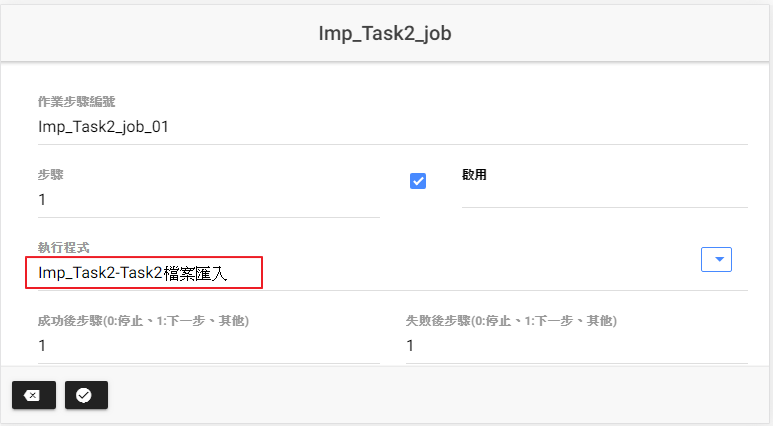 Imp_Task2_job
作業步驟編號
Imp_Task2_job_01
步驟
啟用
1
執行程式
Imp_Task2-Task2檔案匯入
成功後步驟(0:停止、1:下一步、其他)
失敗後步驟(0:停止、1:下一步、其他)
1
1